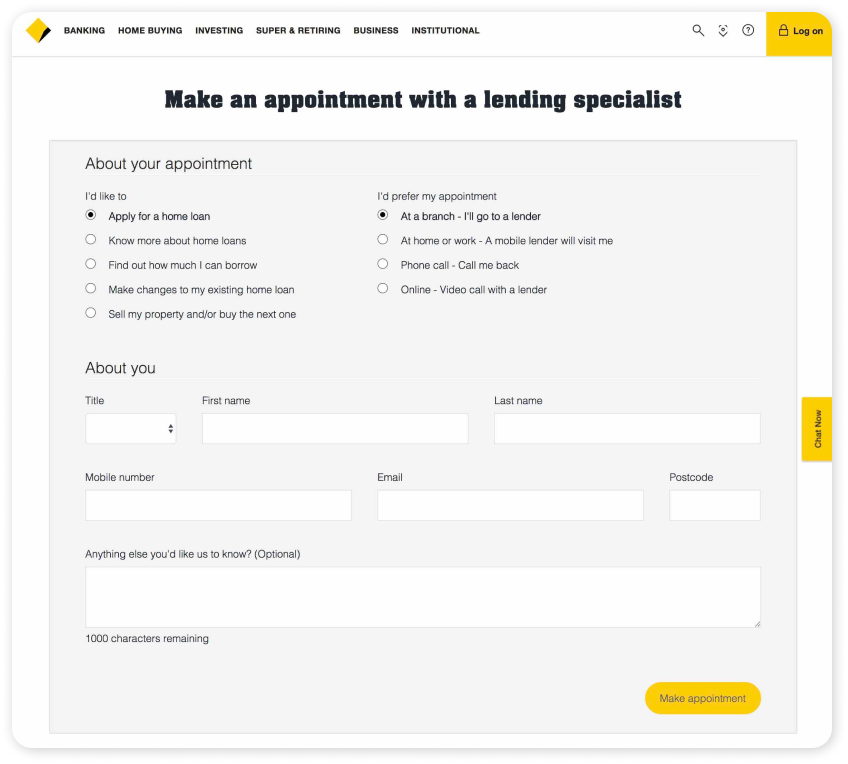 BANKING HOME BUYING INVESTING SUPER & RETIRING BUSINESS INSTITUTIONAL ? Log on
Make an appointment with a lending specialist
About your appointment
I'd like to
Apply for a home loan
Know more about home loans
Find out how much I can borrow
Make changes to my existing home loan
Sell my property and/or buy the next one
I'd prefer my appointment
At a branch - I'll go to a lender
At home or work - A mobile lender will visit me
Phone call - Call me back
Online - Video call with a lender
About you
Title First name Last name
Mobile number Email Postcode
Anything else you'd like us to know? (Optional)
1000 characters remaining
Make appointment
Chat Now